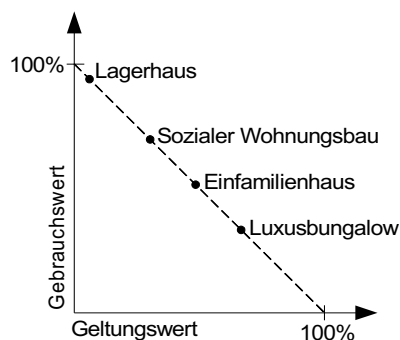 100%
Lagerhaus
Sozialer Wohnungsbau
Einfamilienhaus
Luxusbungalow
Gebrauchswert
Geltungswert
100%